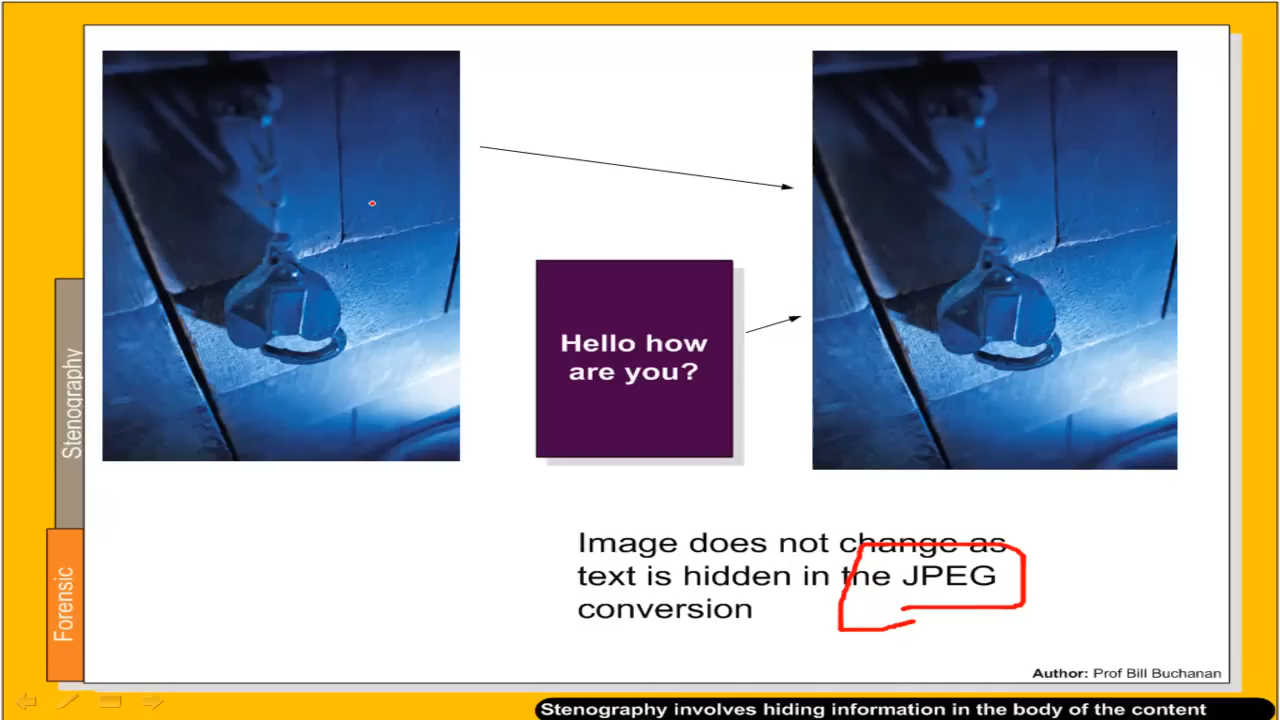 Stenography
Forensic
Hello how
are you?
Image does not change as
text is hidden in the JPEG
conversion
Author: Prof Bill Buchanan
Stenography involves hiding information in the body of the content